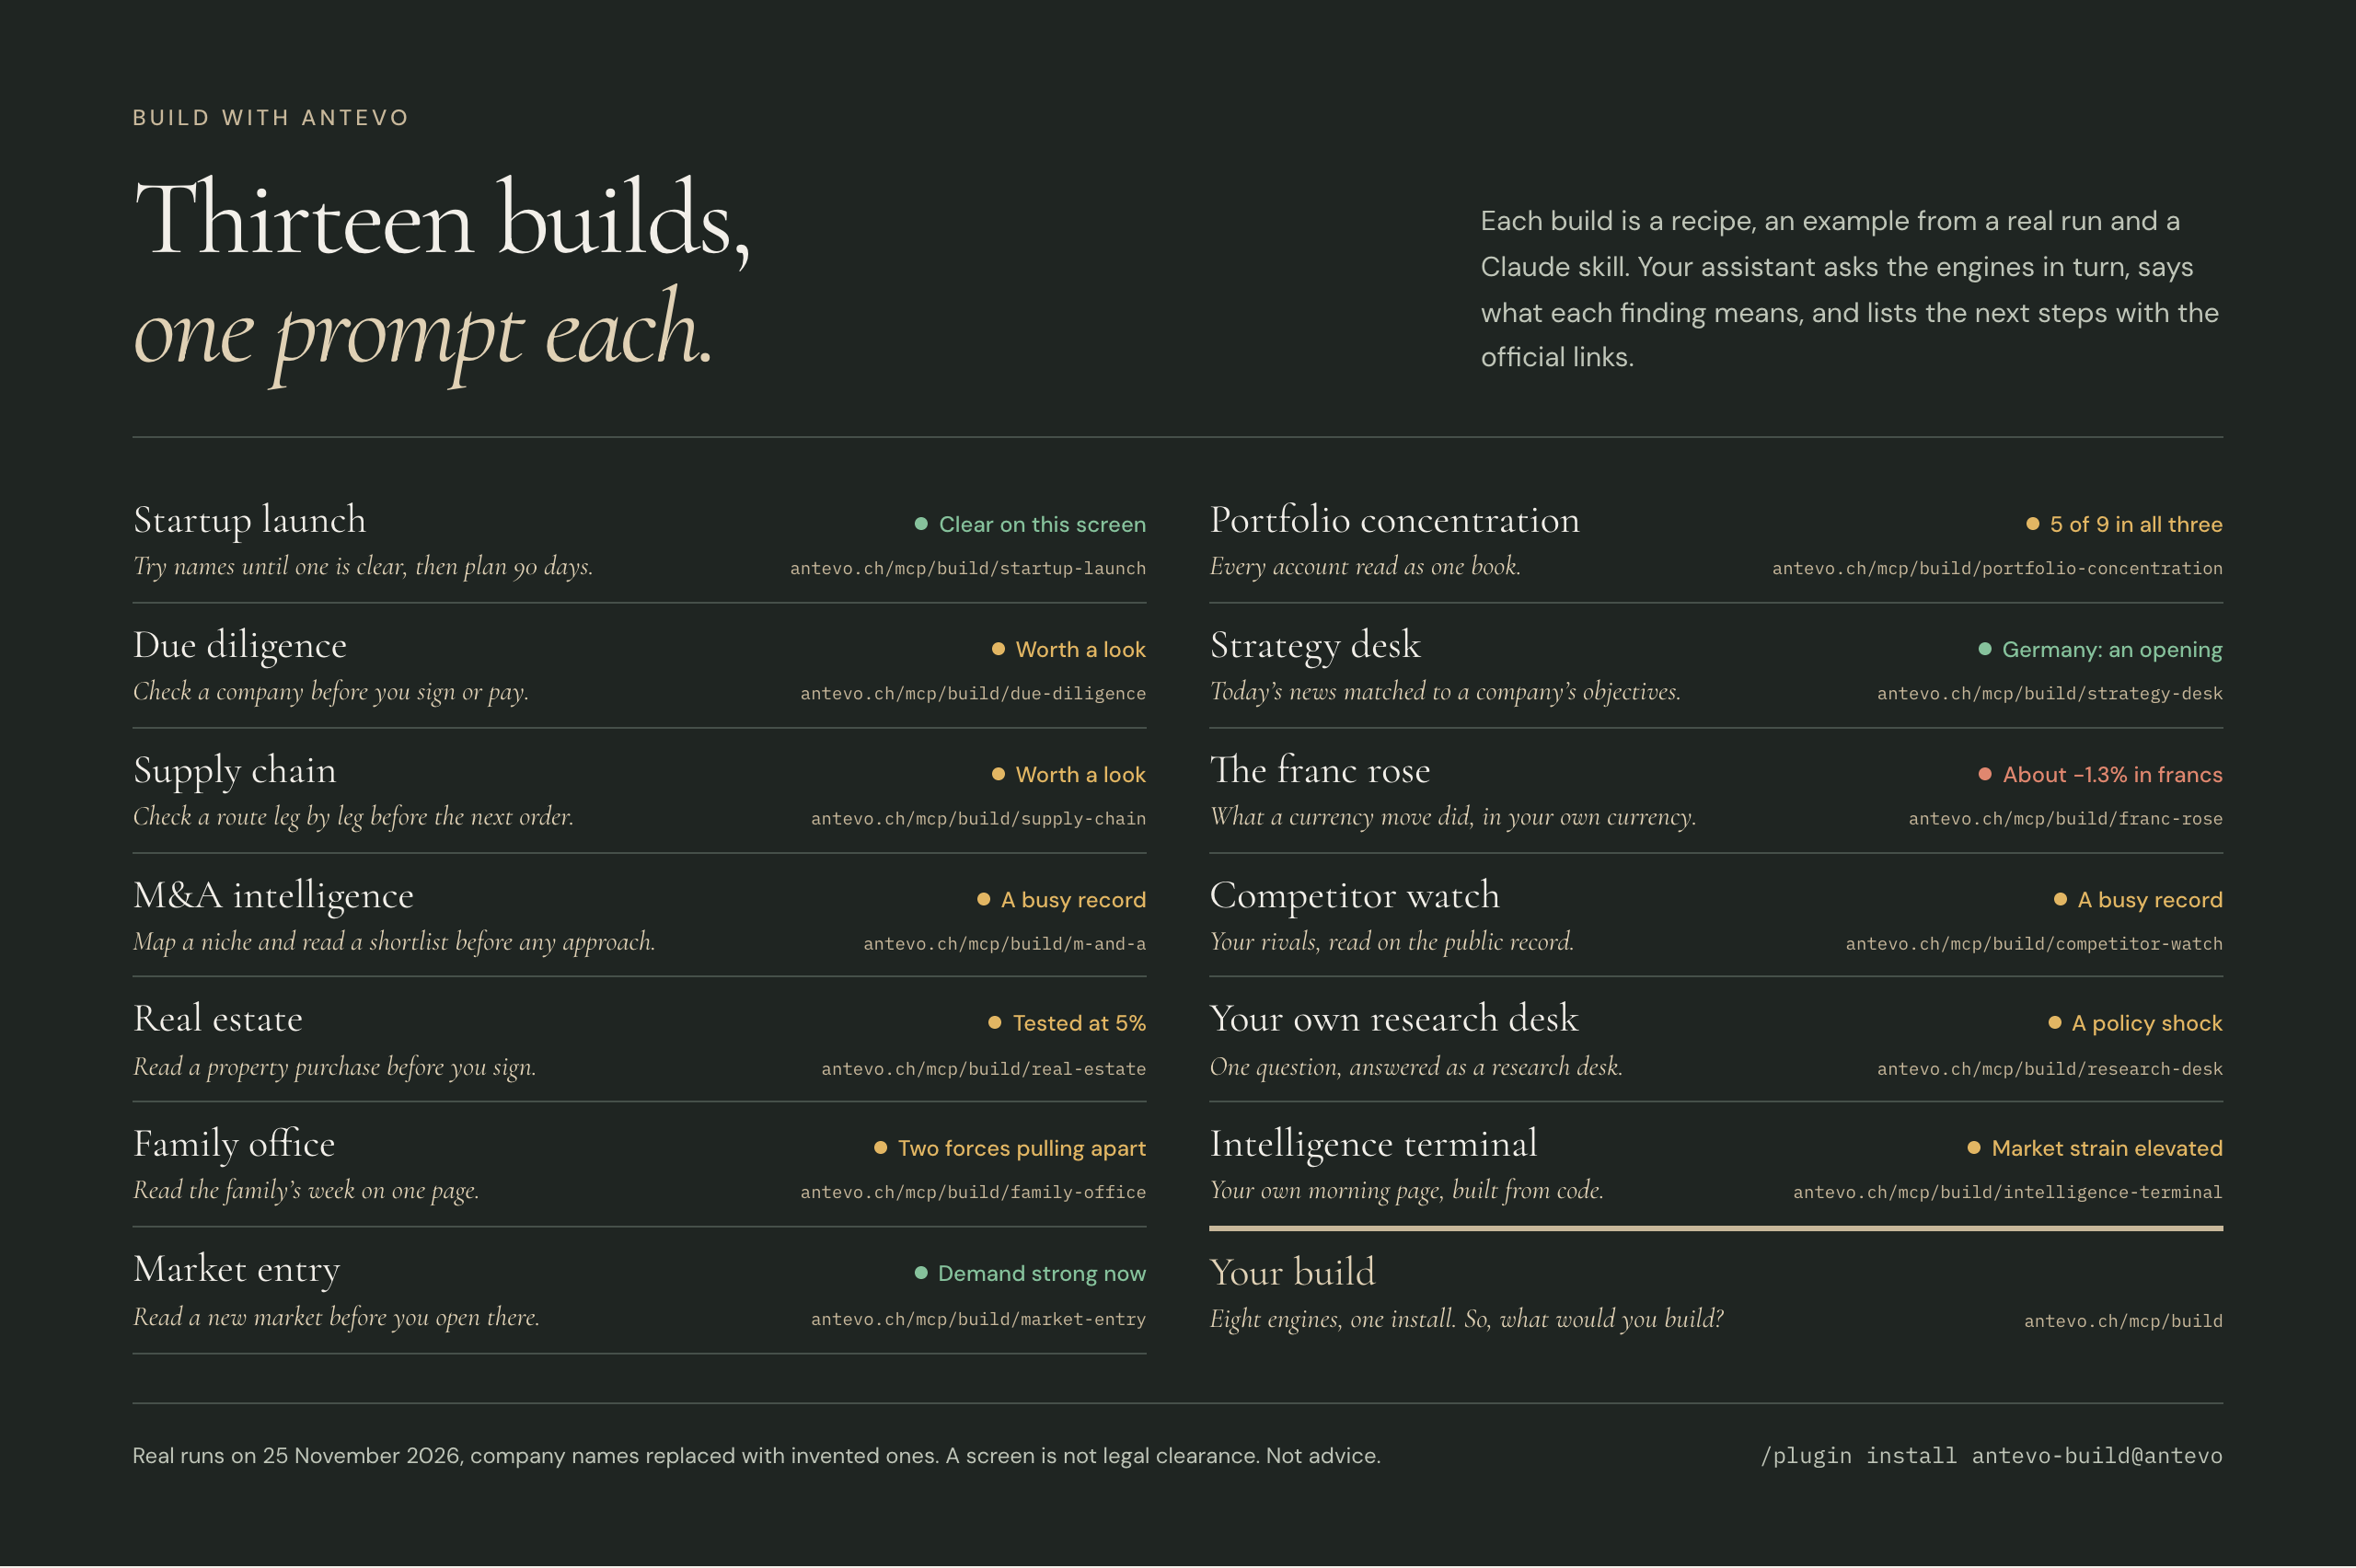 BUILD WITH ANTEVO
Thirteen builds,
one prompt each.
Each build is a recipe, an example from a real run and a
Claude skill. Your assistant asks the engines in turn, says
what each finding means, and lists the next steps with the
official links.
Startup launch
Clear on this screen
Try names until one is clear, then plan 90 days.
antevo.ch/mcp/build/startup-launch
Due diligence
Worth a look
Check a company before you sign or pay.
antevo.ch/mcp/build/due-diligence
Supply chain
Worth a look
Check a route leg by leg before the next order.
antevo.ch/mcp/build/supply-chain
M&A intelligence
A busy record
Map a niche and read a shortlist before any approach.
antevo.ch/mcp/build/m-and-a
Real estate
Tested at 5%
Read a property purchase before you sign.
antevo.ch/mcp/build/real-estate
Family office
Two forces pulling apart
Read the family’s week on one page.
antevo.ch/mcp/build/family-office
Market entry
Demand strong now
Read a new market before you open there.
antevo.ch/mcp/build/market-entry
Portfolio concentration
5 of 9 in all three
Every account read as one book.
antevo.ch/mcp/build/portfolio-concentration
Strategy desk
Germany: an opening
Today’s news matched to a company’s objectives.
antevo.ch/mcp/build/strategy-desk
The franc rose
About −1.3% in francs
What a currency move did, in your own currency.
antevo.ch/mcp/build/franc-rose
Competitor watch
A busy record
Your rivals, read on the public record.
antevo.ch/mcp/build/competitor-watch
Your own research desk
A policy shock
One question, answered as a research desk.
antevo.ch/mcp/build/research-desk
Intelligence terminal
Market strain elevated
Your own morning page, built from code.
antevo.ch/mcp/build/intelligence-terminal
Your build
Eight engines, one install. So, what would you build?
antevo.ch/mcp/build
Real runs on 25 November 2026, company names replaced with invented ones. A screen is not legal clearance. Not advice.
/plugin install antevo-build@antevo